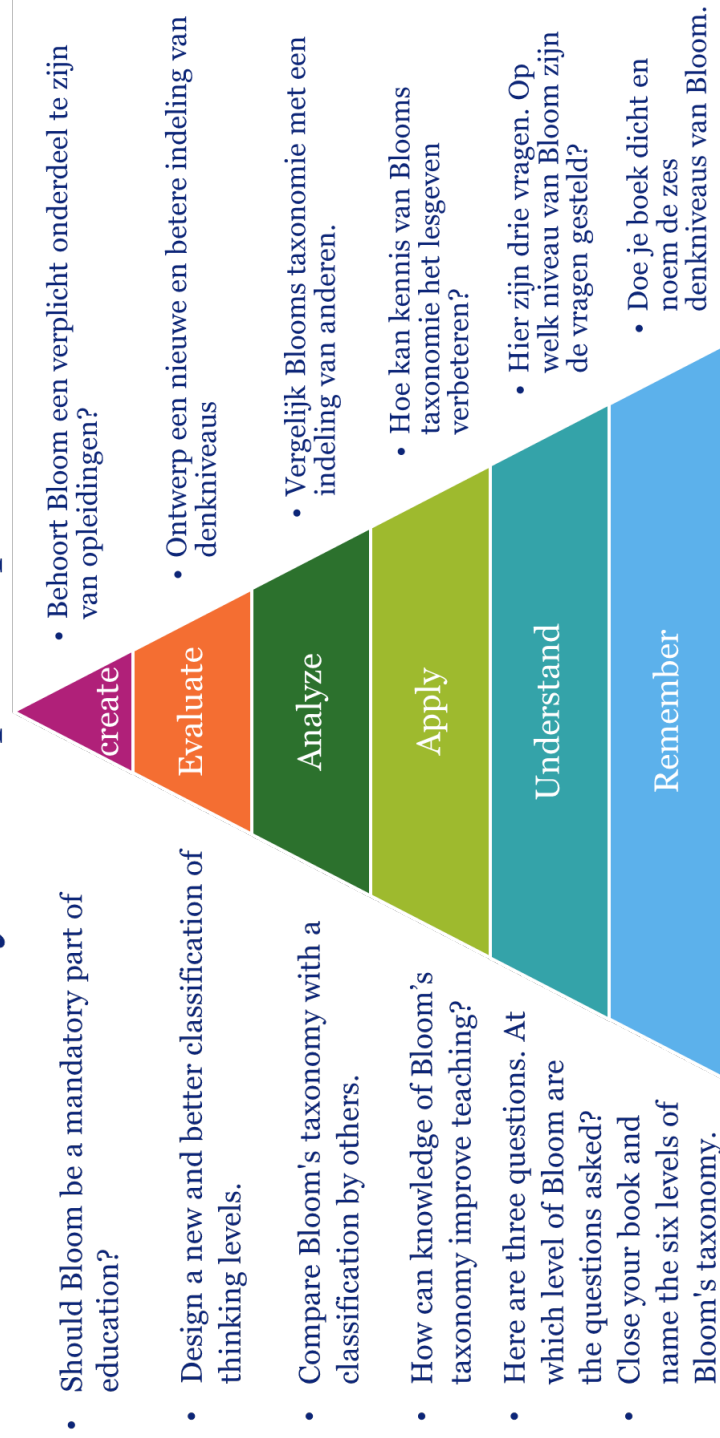 Should Bloom be a mandatory part of
education?
Design a new and better classification of
thinking levels.
Compare Bloom's taxonomy with a
classification by others.
How can knowledge of Bloom’s
taxonomy improve teaching?
Here are three questions. At
which level of Bloom are
the questions asked?
Close your book and
name the six levels of
Bloom's taxonomy.
create
Evaluate
Analyze
Apply
Understand
Remember
Behoort Bloom een verplicht onderdeel te zijn
van opleidingen?
Ontwerp een nieuwe en betere indeling van
denkniveaus
Vergelijk Blooms taxonomie met een
indeling van anderen.
Hoe kan kennis van Blooms
taxonomie het lesgeven
verbeteren?
Hier zijn drie vragen. Op
welk niveau van Bloom zijn
de vragen gesteld?
Doe je boek dicht en
noem de zes
denkniveaus van Bloom.